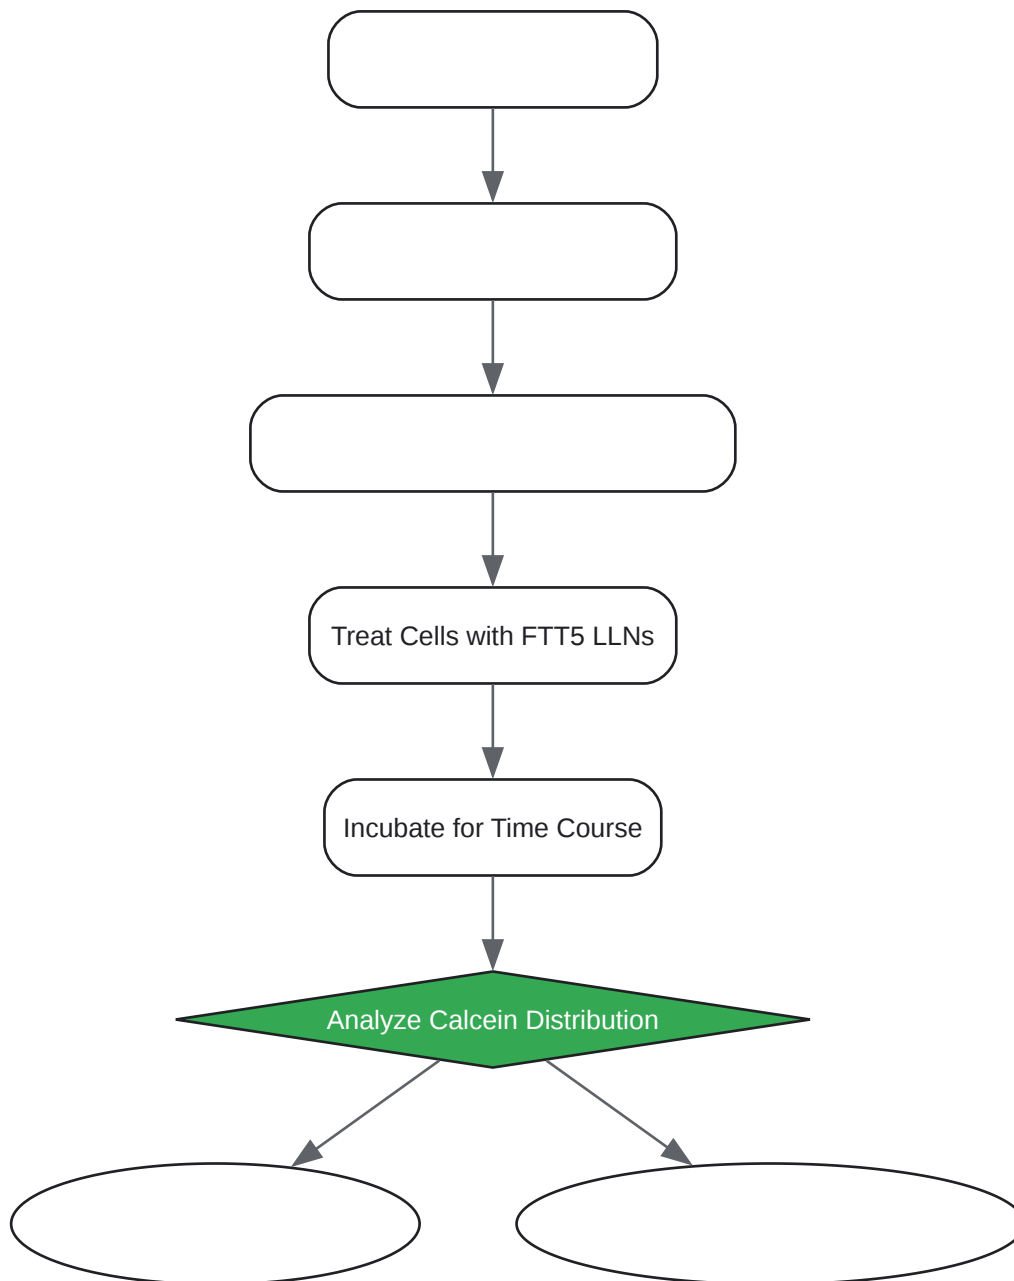 Treat Cells with FTT5 LLNs
Incubate for Time Course
Analyze Calcein Distribution